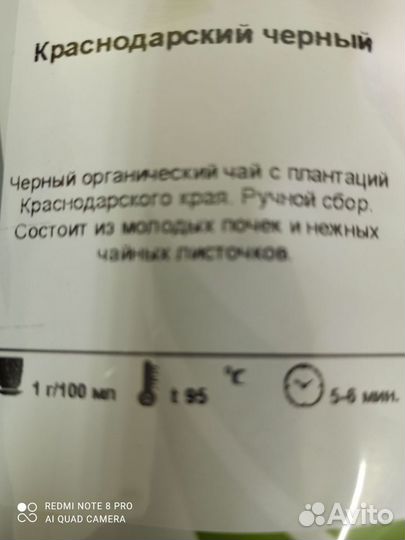 Краснодарский черный
Черный органический чай с плантаций
Краснодарского края. Ручной сбор.
Состоит из молодых почек и нежных
чайных листочков.
1 г/100 мл t 95 °C 5-6 мин.
REDMI NOTE 8 PRO
AI QUAD CAMERA
Avito